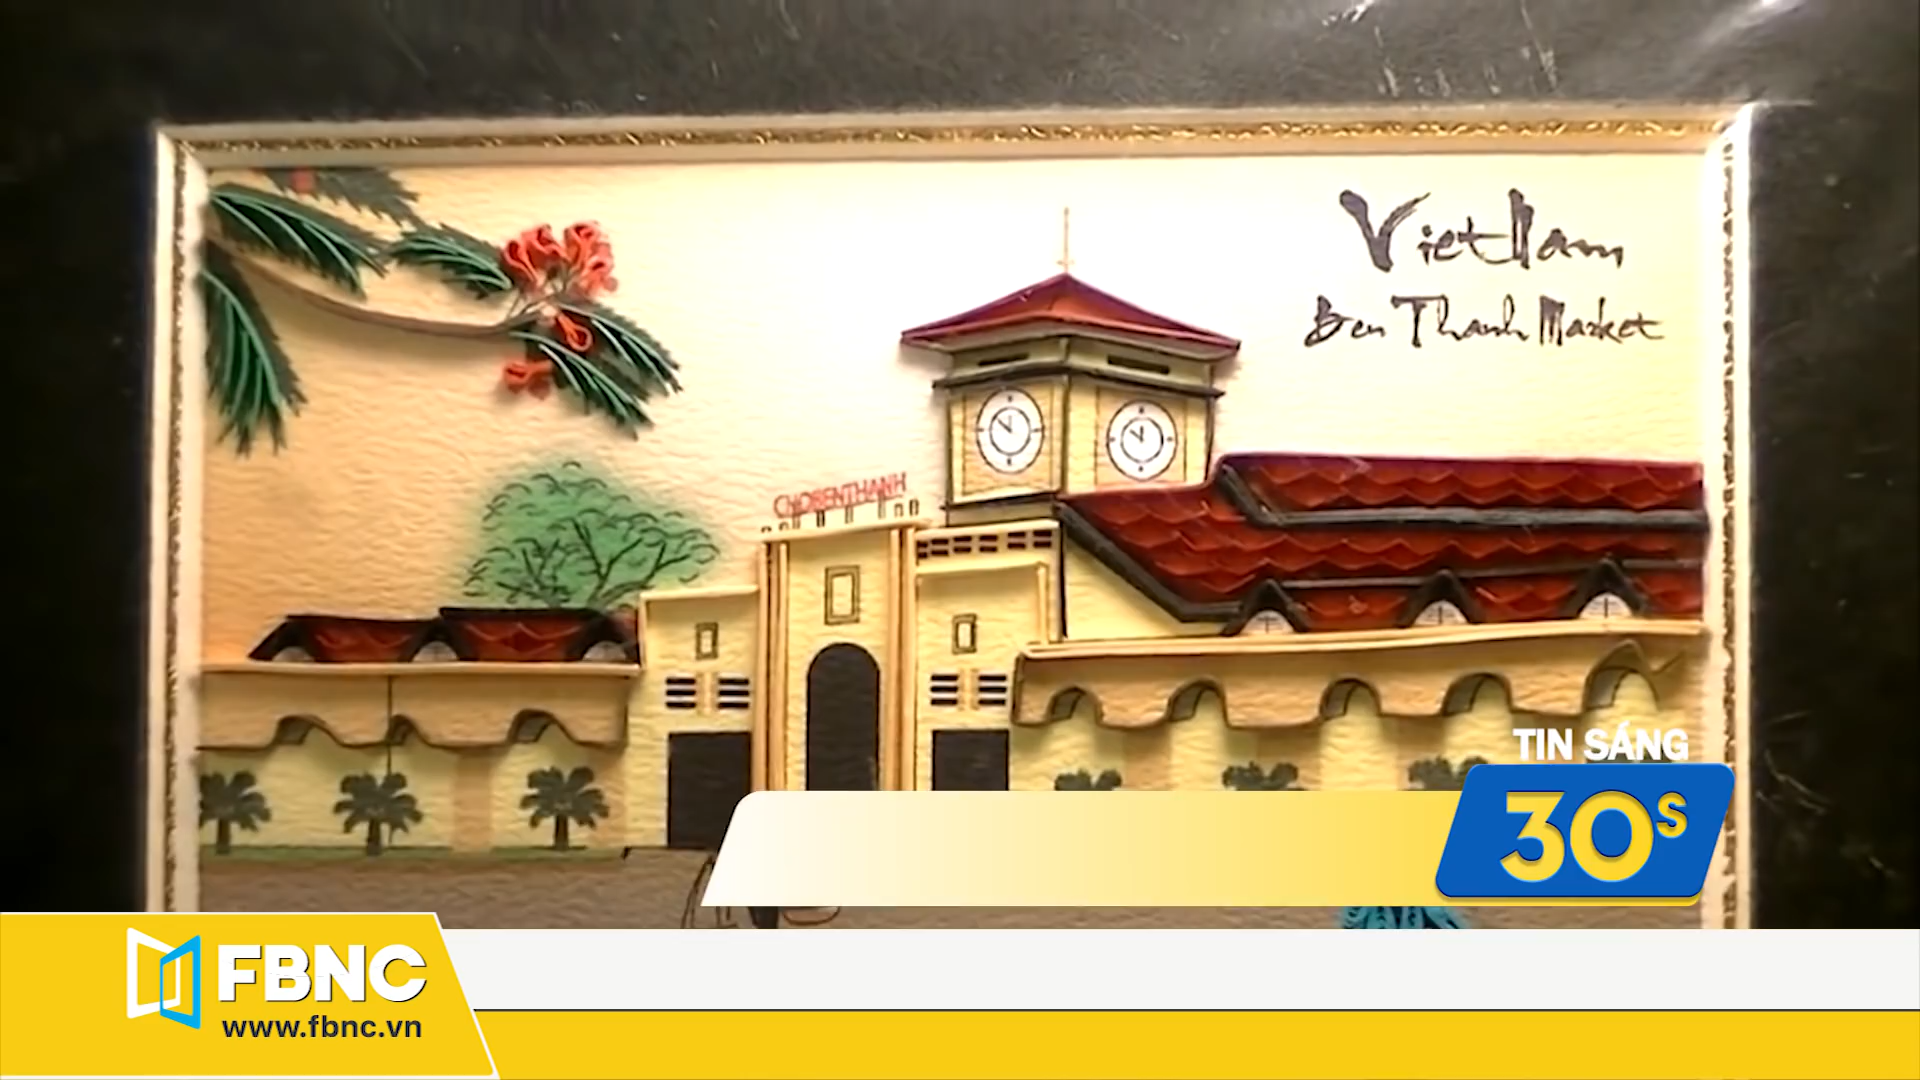 VietNam
Ben Thanh Market
CHOBENTHANH
TIN SÁNG
30s
FBNC
www.fbnc.vn